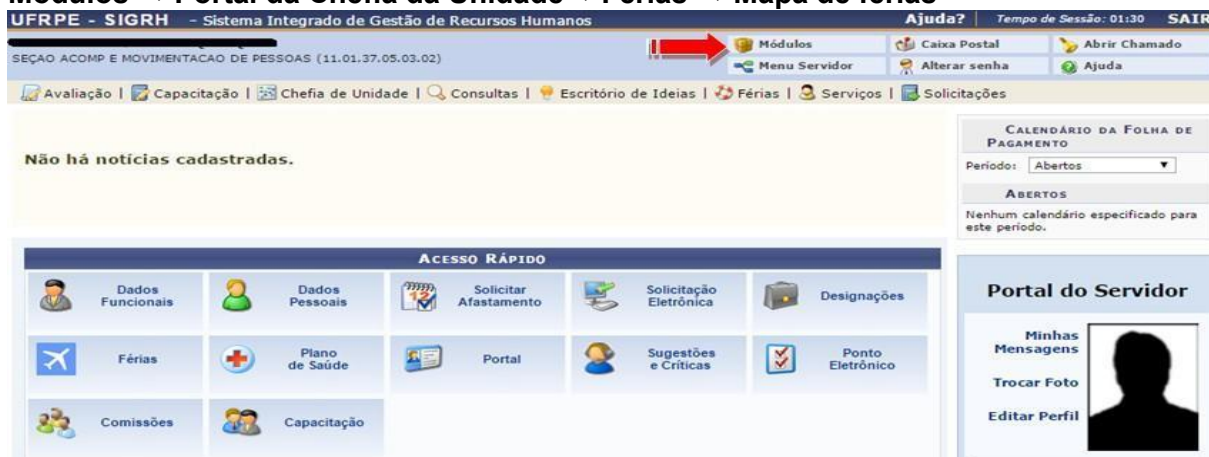 Módulos → Portal da Chefia da Unidade → Férias → Mapa de férias
UFRPE - SIGRH - Sistema Integrado de Gestão de Recursos Humanos
Ajuda? Tempo de Sessão: 01:30 SAIR
SEÇAO ACOMP E MOVIMENTACAO DE PESSOAS (11.01.37.05.03.02)
Módulos Caixa Postal Abrir Chamado
Menu Servidor Alterar senha Ajuda
Avaliação | Capacitação | Chefia de Unidade | Consultas | Escritório de Ideias | Férias | Serviços | Solicitações
Não há notícias cadastradas.
CALENDÁRIO DA FOLHA DE
PAGAMENTO
Período: Abertos
ABERTOS
Nenhum calendário especificado para
este período.
ACESSO RÁPIDO
Dados
Funcionais
Dados
Pessoais
Solicitar
Afastamento
Solicitação
Eletrônica
Designações
Férias
Plano
de Saúde
Portal
Sugestões
e Críticas
Ponto
Eletrônico
Comissões
Capacitação
Portal do Servidor
Minhas
Mensagens
Trocar Foto
Editar Perfil